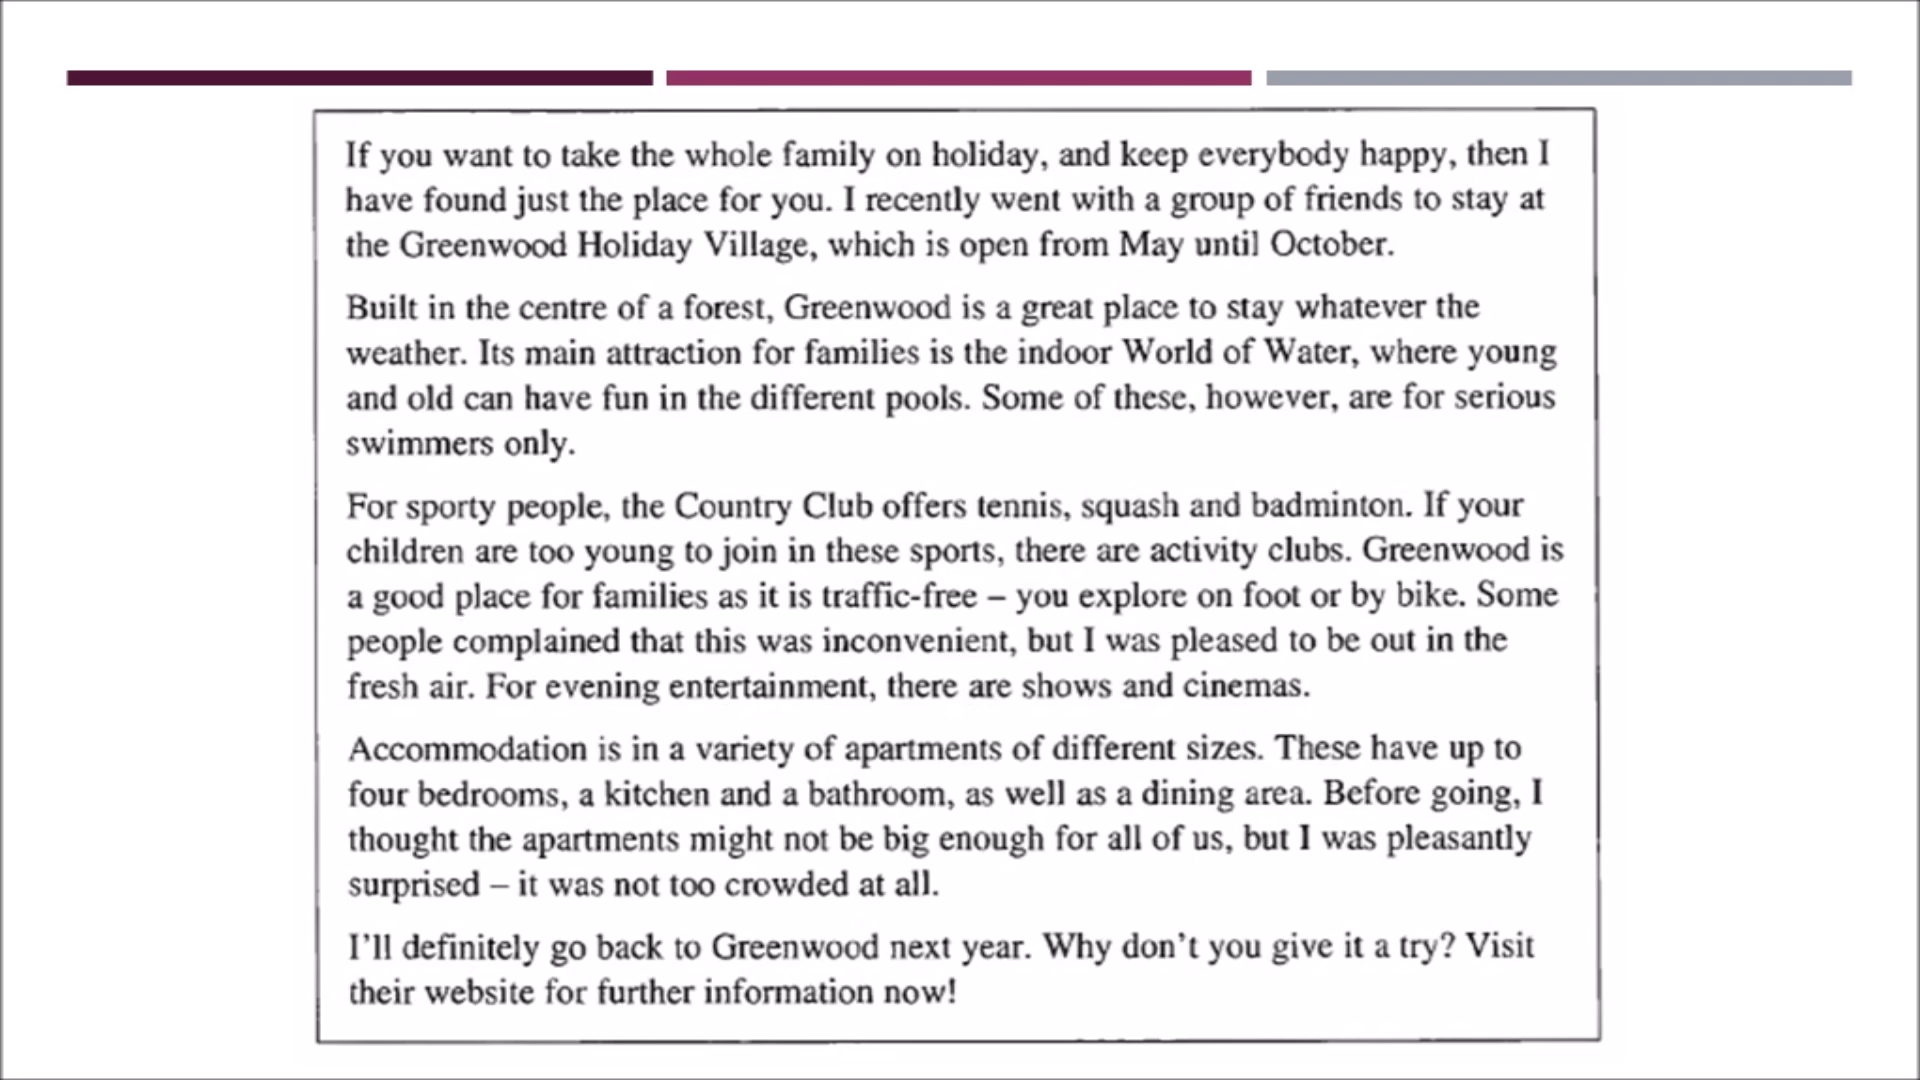 If you want to take the whole family on holiday, and keep everybody happy, then I
have found just the place for you. I recently went with a group of friends to stay at
the Greenwood Holiday Village, which is open from May until October.
Built in the centre of a forest, Greenwood is a great place to stay whatever the
weather. Its main attraction for families is the indoor World of Water, where young
and old can have fun in the different pools. Some of these, however, are for serious
swimmers only.
For sporty people, the Country Club offers tennis, squash and badminton. If your
children are too young to join in these sports, there are activity clubs. Greenwood is
a good place for families as it is traffic-free – you explore on foot or by bike. Some
people complained that this was inconvenient, but I was pleased to be out in the
fresh air. For evening entertainment, there are shows and cinemas.
Accommodation is in a variety of apartments of different sizes. These have up to
four bedrooms, a kitchen and a bathroom, as well as a dining area. Before going, I
thought the apartments might not be big enough for all of us, but I was pleasantly
surprised – it was not too crowded at all.
I'll definitely go back to Greenwood next year. Why don't you give it a try? Visit
their website for further information now!